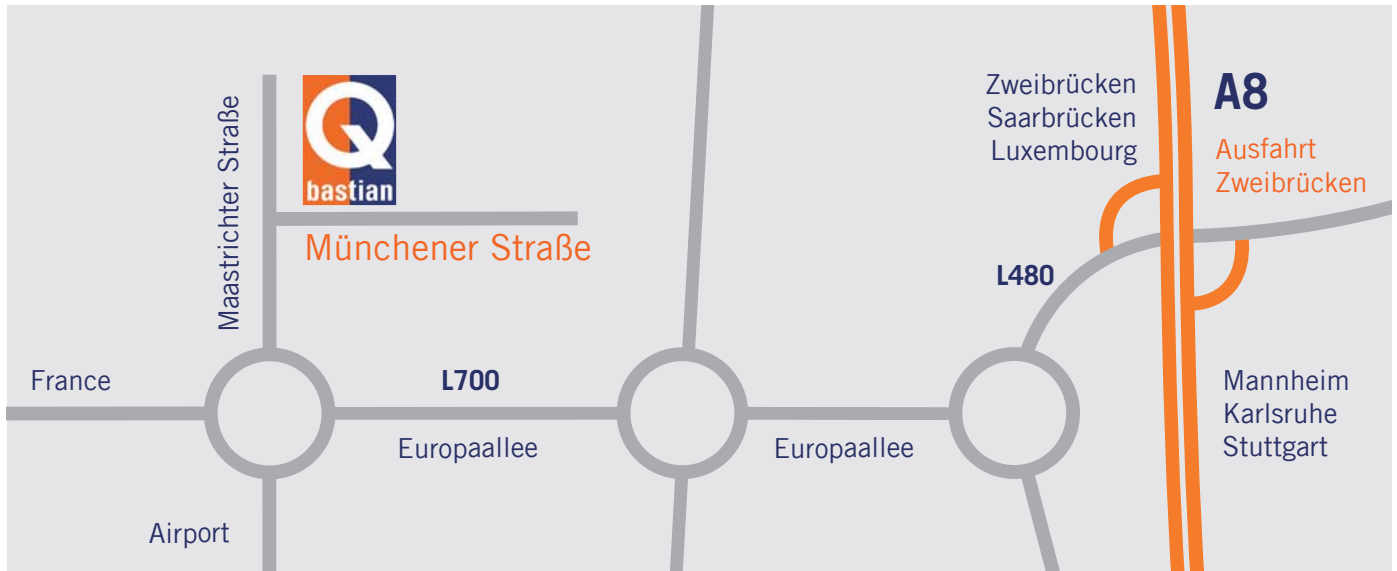 Maastrichter Straße
Q
bastian
Münchener Straße
Zweibrücken
Saarbrücken
Luxembourg
A8
Ausfahrt
Zweibrücken
L480
France
L700
Europaallee
Europaallee
Mannheim
Karlsruhe
Stuttgart
Airport